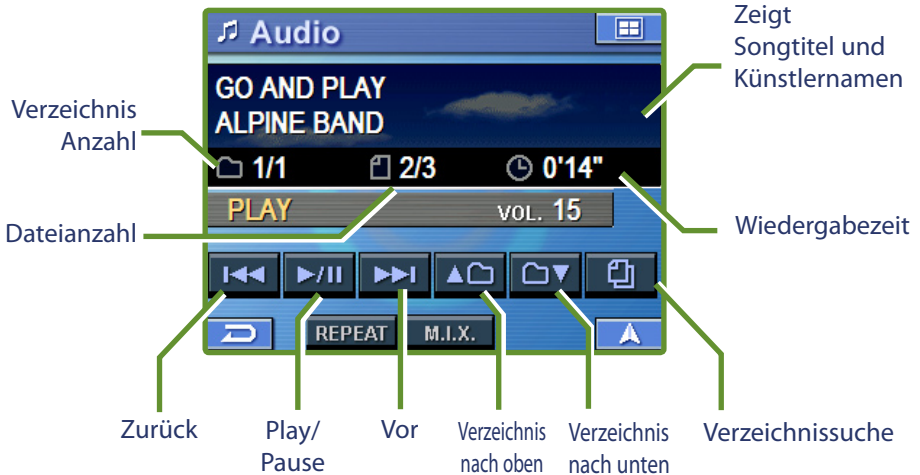 Zeigt
Songtitel und
Künstlernamen
Audio
GO AND PLAY
ALPINE BAND
Verzeichnis
Anzahl
1/1 2/3 0'14"
PLAY VOL. 15
Dateianzahl
Wiedergabezeit
REPEAT M.I.X.
Zurück
Play/
Pause
Vor
Verzeichnis
nach oben
Verzeichnis
nach unten
Verzeichnissuche